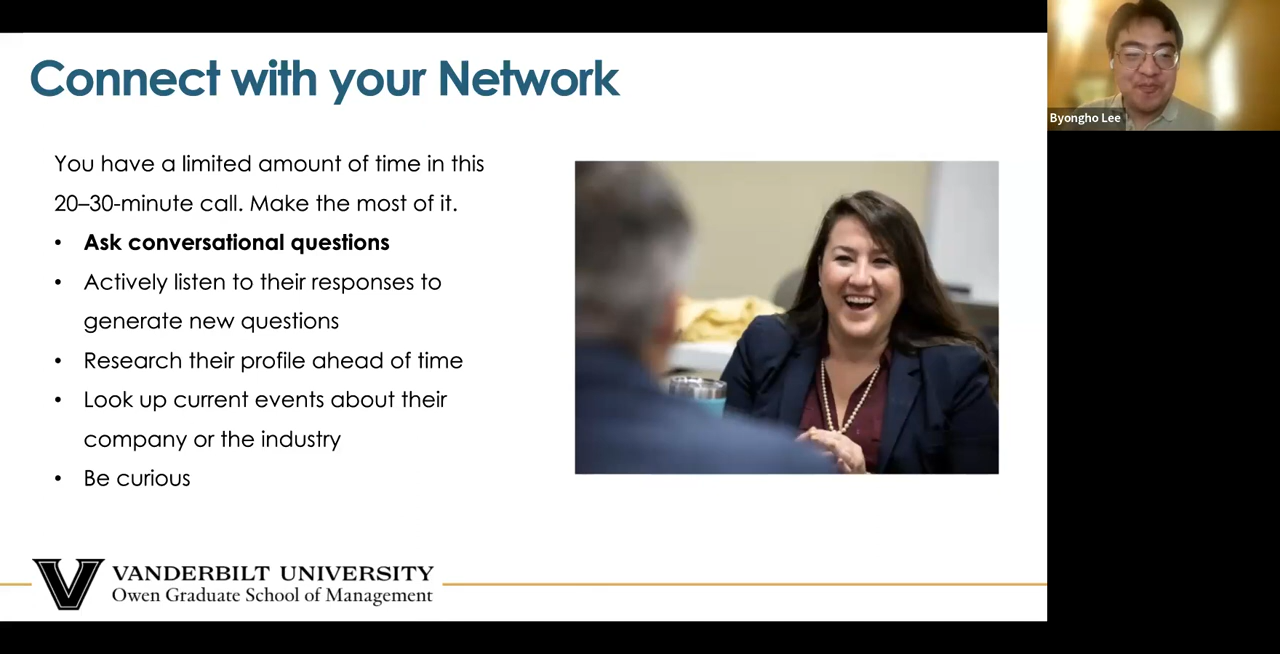 Connect with your Network
You have a limited amount of time in this
20–30-minute call. Make the most of it.
• Ask conversational questions
• Actively listen to their responses to
generate new questions
• Research their profile ahead of time
• Look up current events about their
company or the industry
• Be curious
V VANDERBILT UNIVERSITY
Owen Graduate School of Management
Byongho Lee